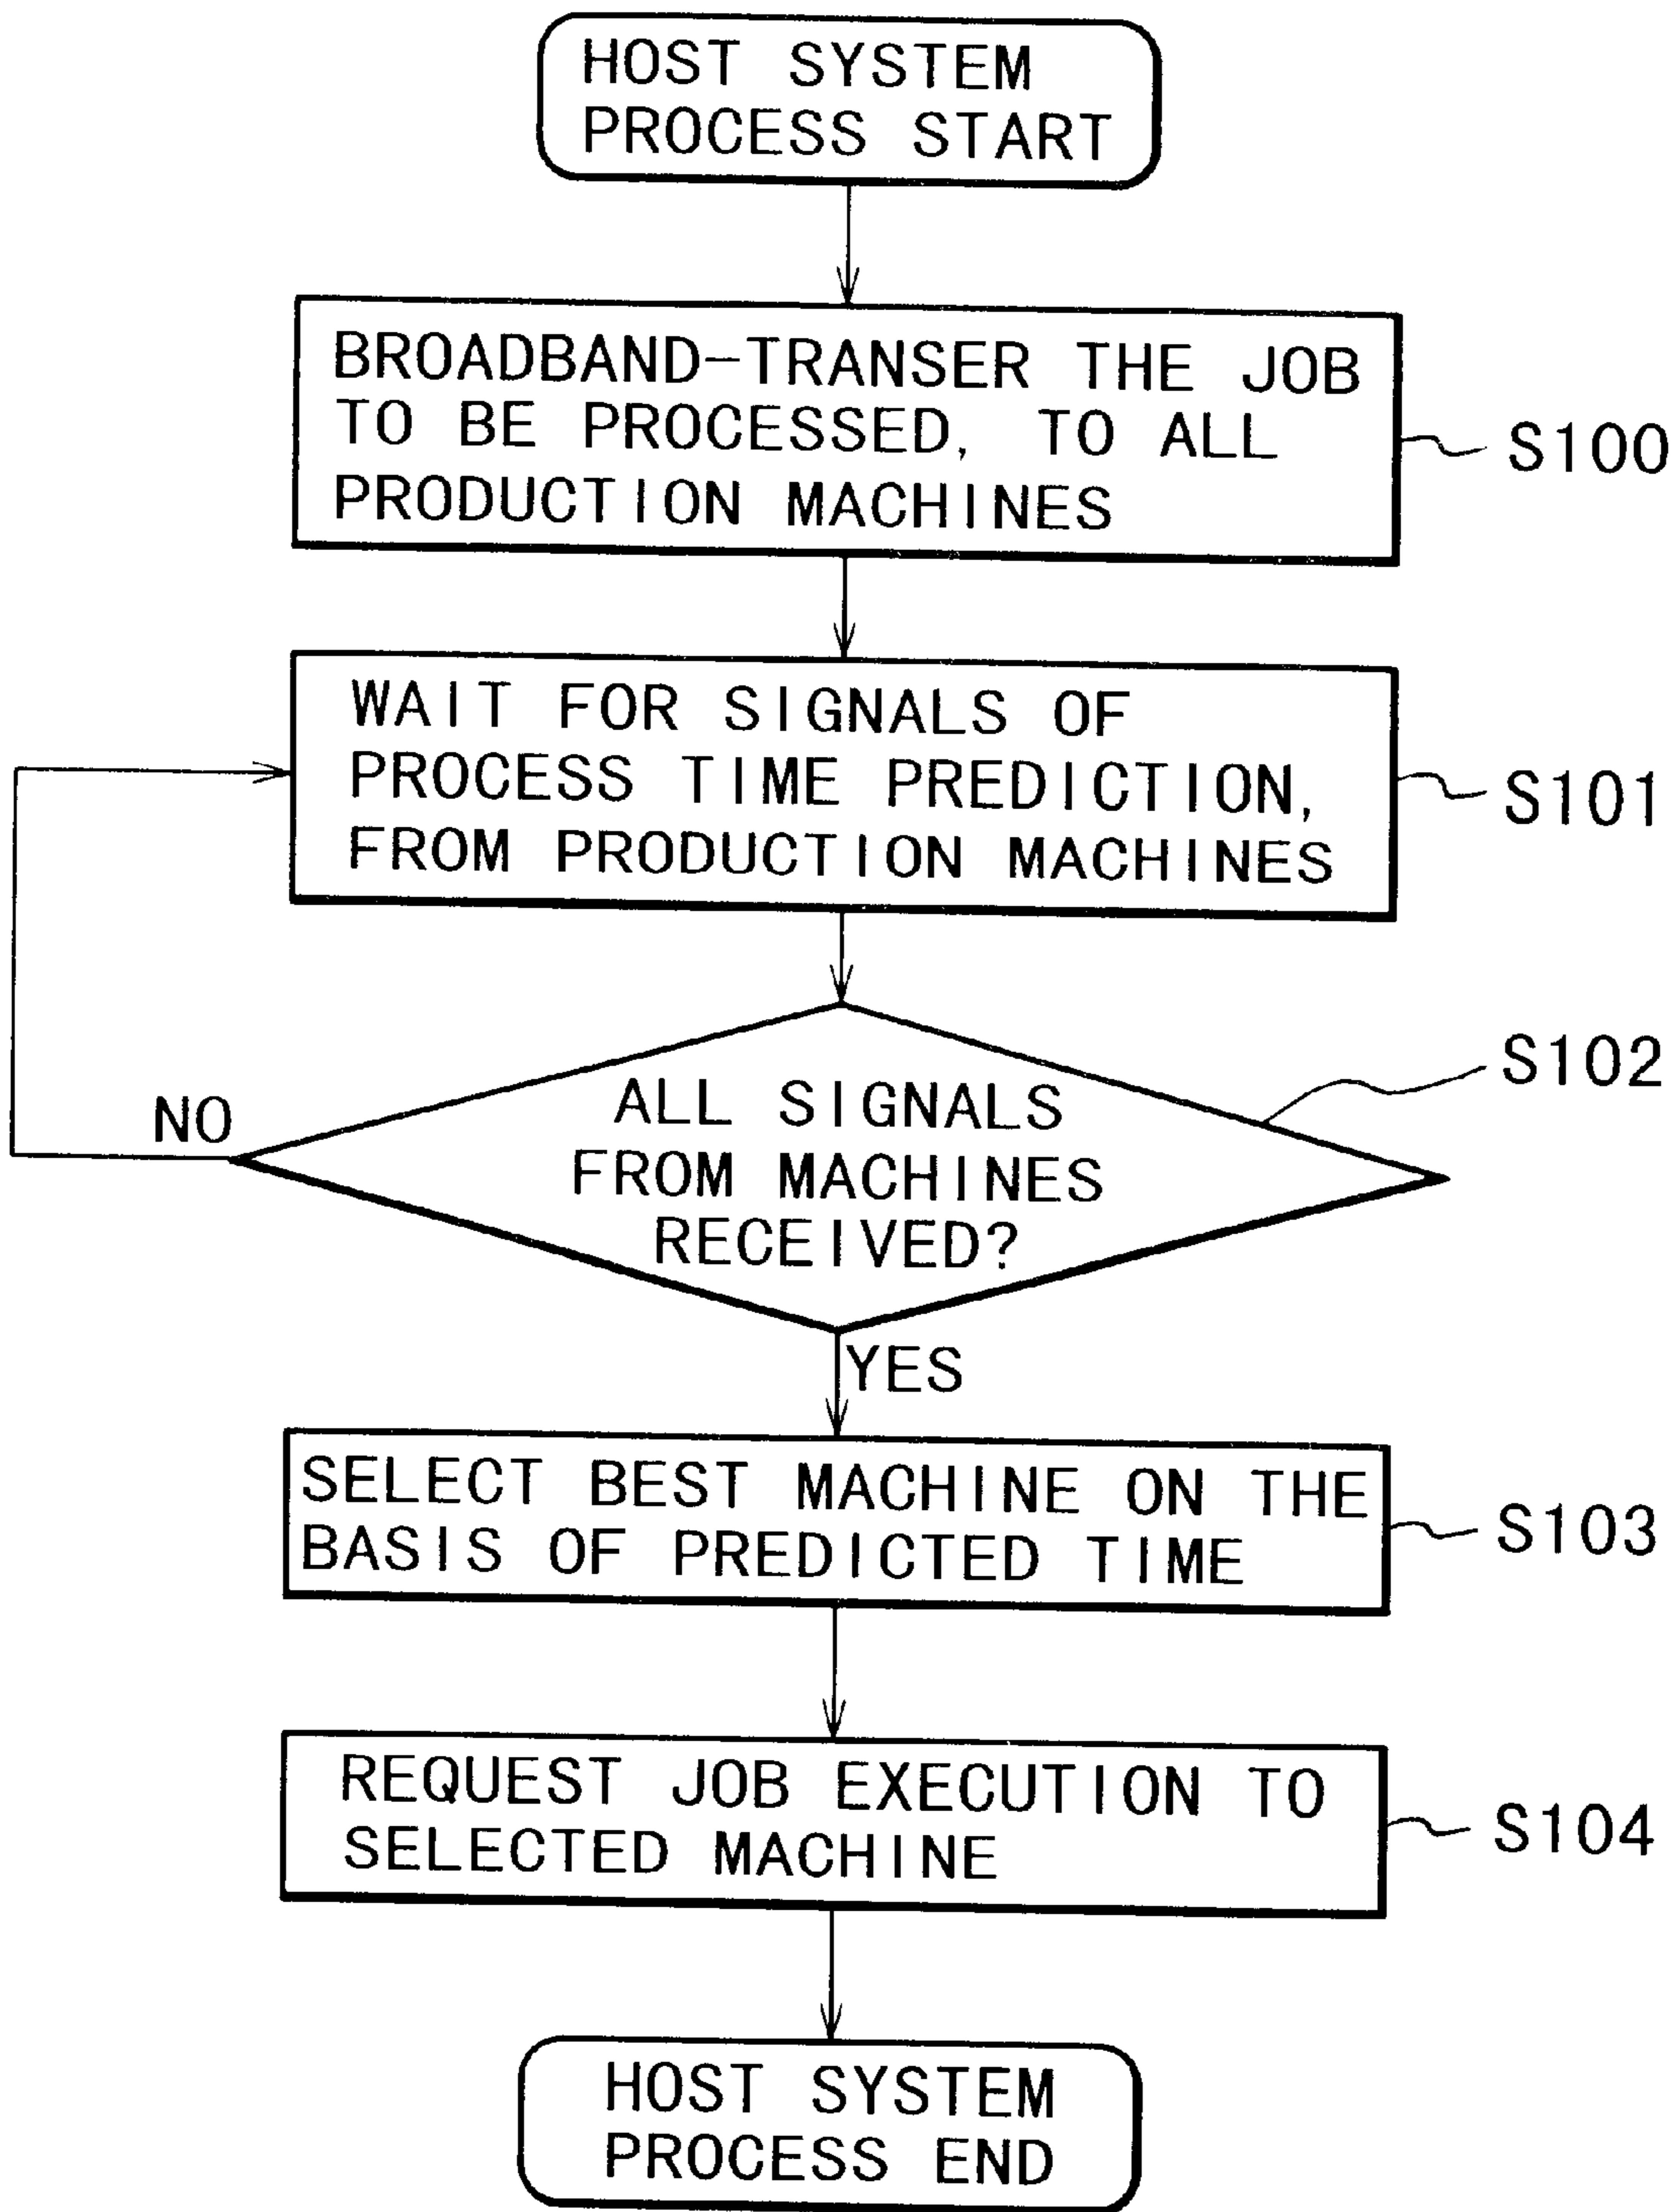 HOST SYSTEM
PROCESS START
BROADBAND-TRANSER THE JOB
TO BE PROCESSED, TO ALL
PRODUCTION MACHINES
S100
WAIT FOR SIGNALS OF
PROCESS TIME PREDICTION,
FROM PRODUCTION MACHINES
S101
ALL SIGNALS
FROM MACHINES
RECEIVED?
S102
NO
YES
SELECT BEST MACHINE ON THE
BASIS OF PREDICTED TIME
S103
REQUEST JOB EXECUTION TO
SELECTED MACHINE
S104
HOST SYSTEM
PROCESS END